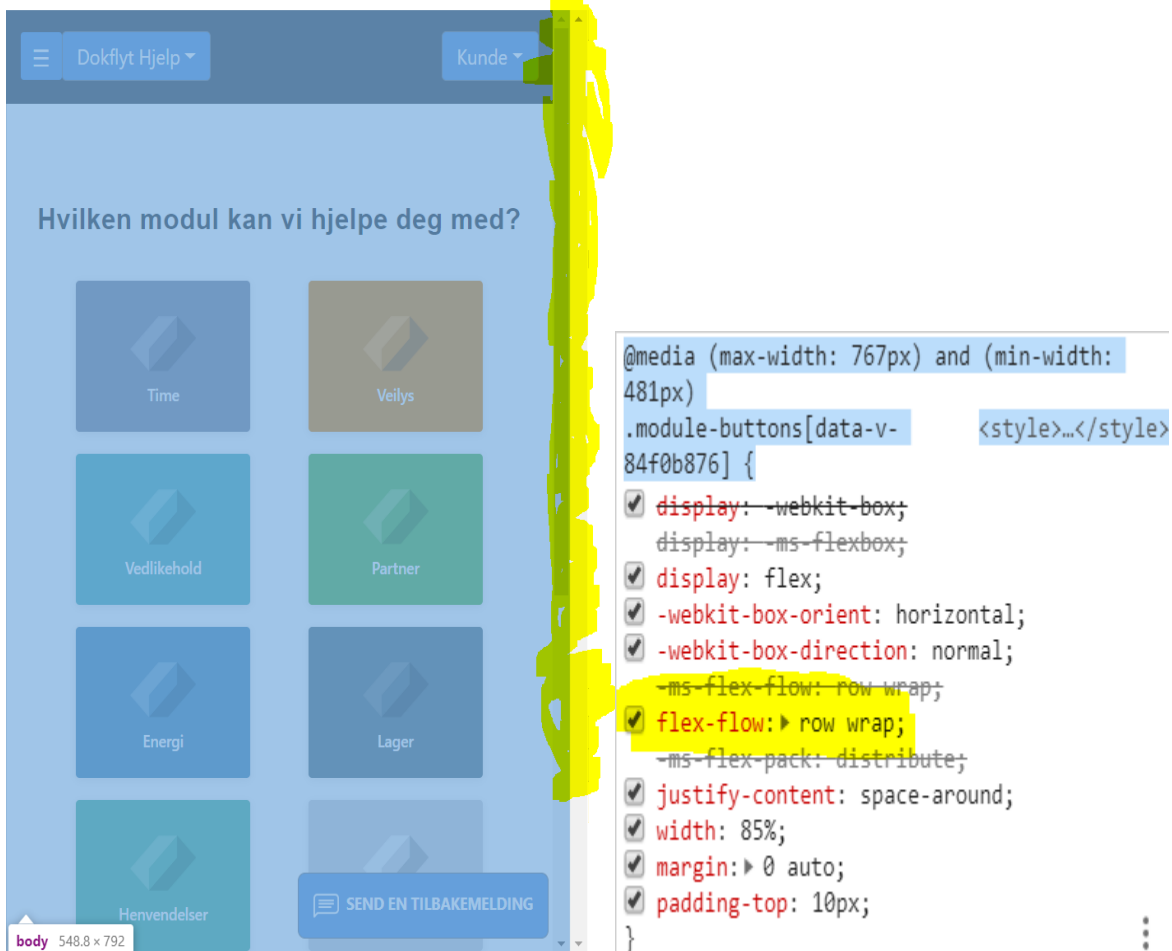 Dokflyt Hjelp
Kunde
Hvilken modul kan vi hjelpe deg med?
Time
Veilys
Vedlikehold
Partner
Energi
Lager
Henvendelser
SEND EN TILBAKEMELDING
body 548.8 × 792
@media (max-width: 767px) and (min-width:
481px)
.module-buttons[data-v- <style>…</style>
84f0b876] {
display: -webkit-box;
display: -ms-flexbox;
display: flex;
-webkit-box-orient: horizontal;
-webkit-box-direction: normal;
-ms-flex-flow: row wrap;
flex-flow: row wrap;
-ms-flex-pack: distribute;
justify-content: space-around;
width: 85%;
margin: 0 auto;
padding-top: 10px;
}